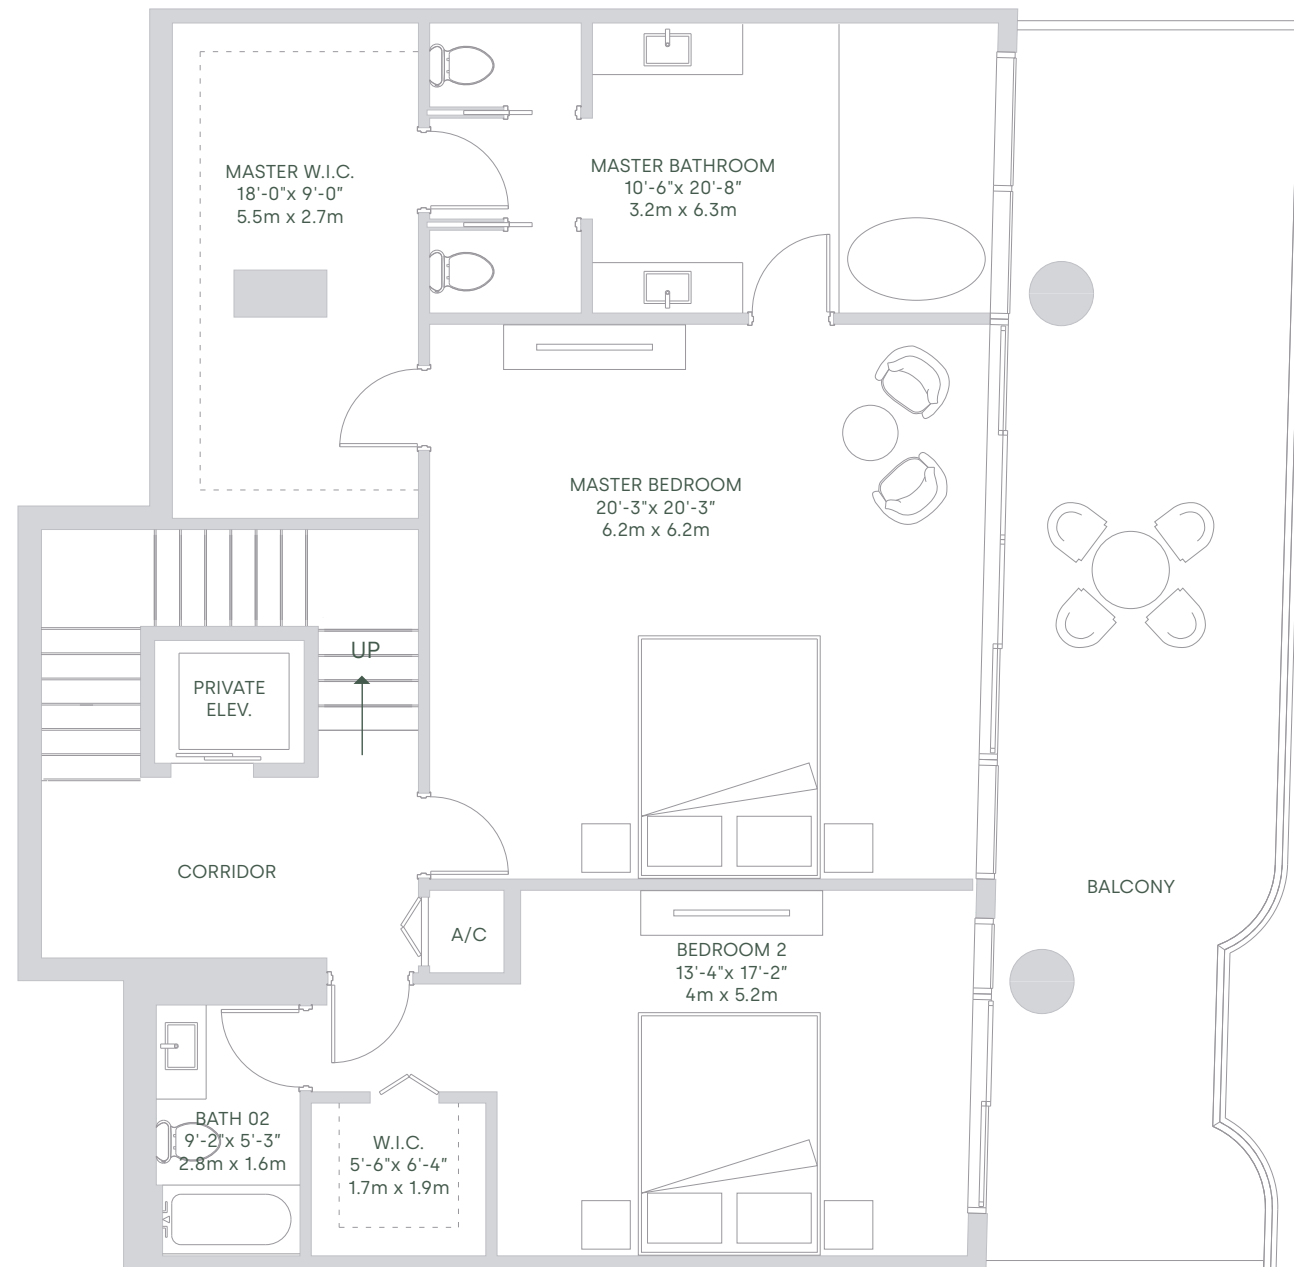 MASTER W.I.C.
18'-0"x 9'-0"
5.5m x 2.7m
MASTER BATHROOM
10'-6"x 20'-8"
3.2m x 6.3m
MASTER BEDROOM
20'-3"x 20'-3"
6.2m x 6.2m
UP
PRIVATE
ELEV.
CORRIDOR
BALCONY
A/C
BEDROOM 2
13'-4"x 17'-2"
4m x 5.2m
BATH 02
9'-2"x 5'-3"
2.8m x 1.6m
W.I.C.
5'-6"x 6'-4"
1.7m x 1.9m